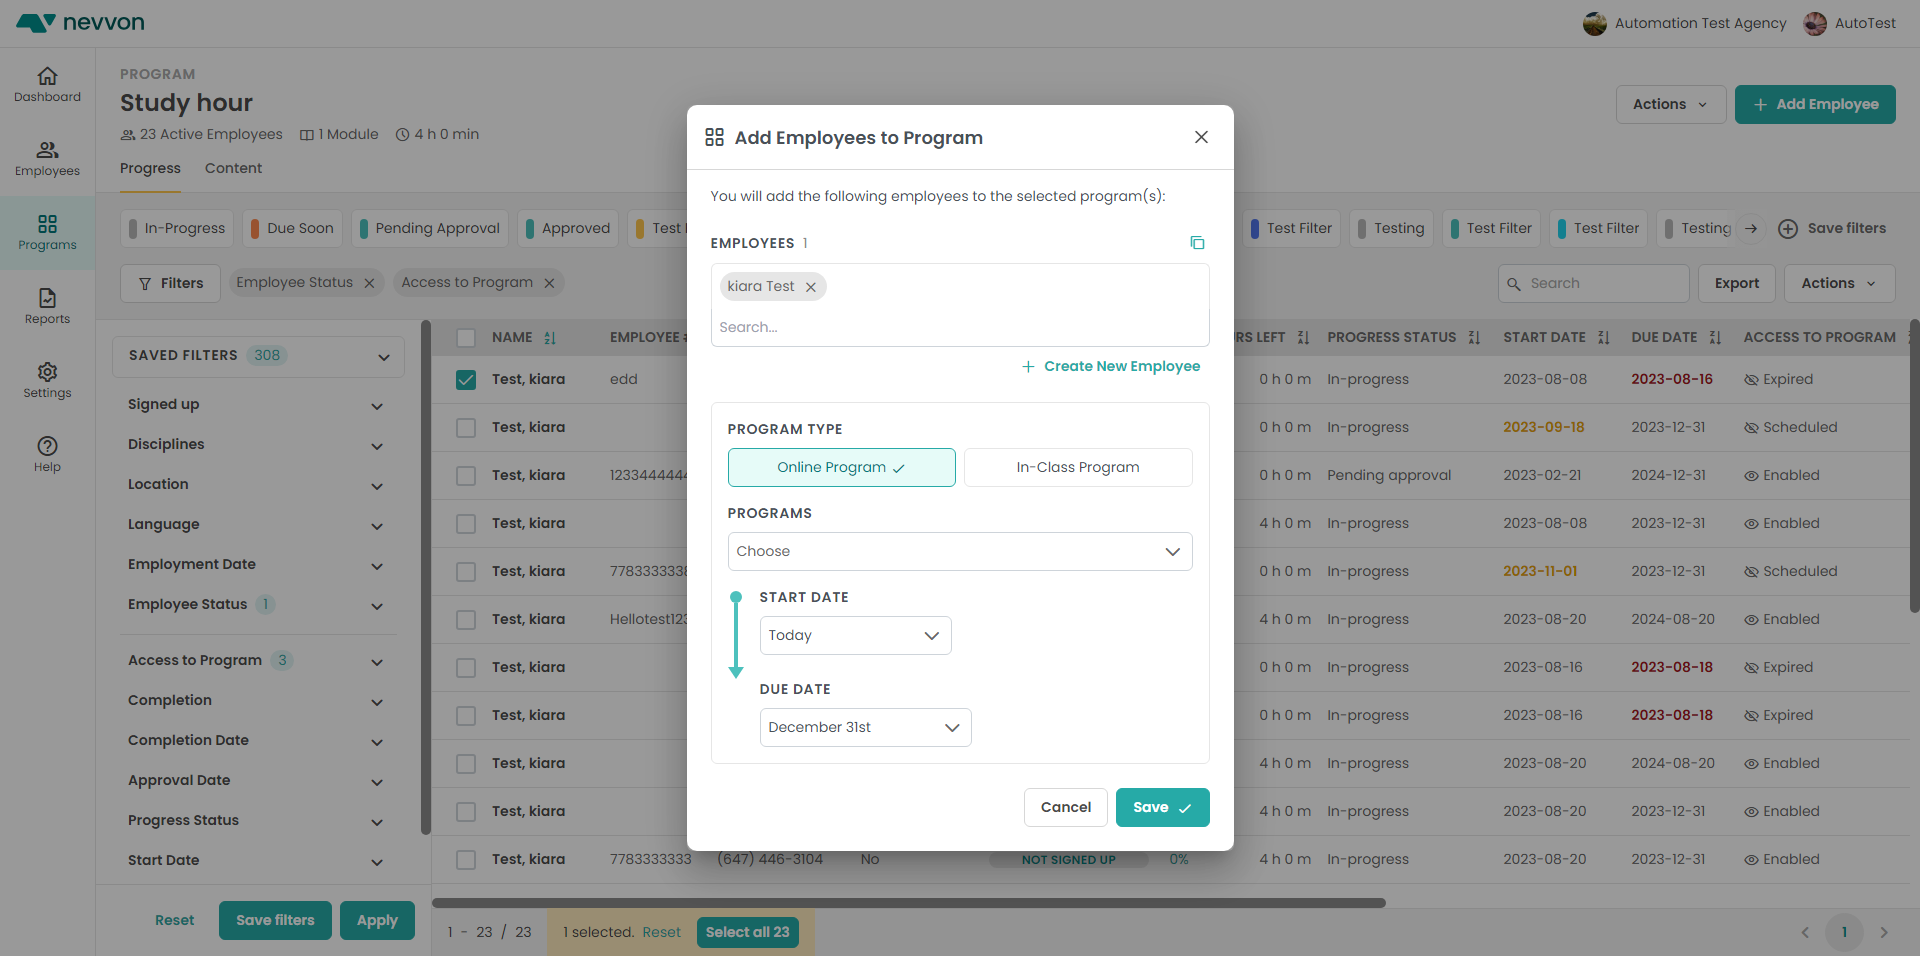 nevvon
Automation Test Agency
AutoTest
Dashboard
Employees
Programs
Reports
Settings
Help
PROGRAM
Study hour
23 Active Employees 1 Module 4 h 0 min
Progress Content
Actions
Add Employee
In-Progress Due Soon Pending Approval Approved Test
Test Filter Testing Test Filter Test Filter Testing Save filters
Filters Employee Status Access to Program
Search Export Actions
SAVED FILTERS 308
Signed up
Disciplines
Location
Language
Employment Date
Employee Status 1
Access to Program 3
Completion
Completion Date
Approval Date
Progress Status
Start Date
Reset Save filters Apply
NAME EMPLOYEE LEFT PROGRESS STATUS START DATE DUE DATE ACCESS TO PROGRAM
Test, kiara edd 0 h 0 m In-progress 2023-08-08 2023-08-16 Expired
Test, kiara 0 h 0 m In-progress 2023-09-18 2023-12-31 Scheduled
Test, kiara 123344444 0 h 0 m Pending approval 2023-02-21 2024-12-31 Enabled
Test, kiara 4 h 0 m In-progress 2023-08-08 2023-12-31 Enabled
Test, kiara 778333333 0 h 0 m In-progress 2023-11-01 2023-12-31 Scheduled
Test, kiara Hellotest123 4 h 0 m In-progress 2023-08-20 2024-08-20 Enabled
Test, kiara 0 h 0 m In-progress 2023-08-16 2023-08-18 Expired
Test, kiara 0 h 0 m In-progress 2023-08-16 2023-08-18 Expired
Test, kiara 4 h 0 m In-progress 2023-08-20 2024-08-20 Enabled
Test, kiara 4 h 0 m In-progress 2023-08-20 2023-12-31 Enabled
Test, kiara 7783333333 (647) 446-3104 No NOT SIGNED UP 0% 4 h 0 m In-progress 2023-08-20 2023-12-31 Enabled
1 - 23 / 23 1 selected. Reset Select all 23
1
Add Employees to Program
You will add the following employees to the selected program(s):
EMPLOYEES 1
kiara Test
Search...
Create New Employee
PROGRAM TYPE
Online Program In-Class Program
PROGRAMS
Choose
START DATE
Today
DUE DATE
December 31st
Cancel Save